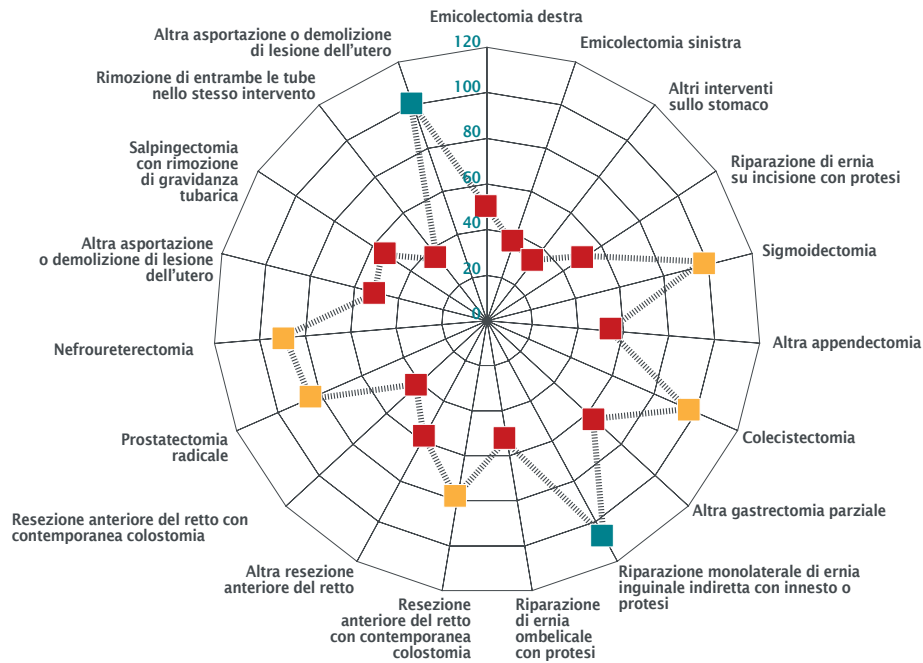 Emicolectomia destra
Emicolectomia sinistra
Altri interventi
sullo stomaco
Riparazione di ernia
su incisione con protesi
Sigmoidectomia
Altra appendectomia
Colecistectomia
Altra gastrectomia parziale
Riparazione monolaterale di ernia
inguinale indiretta con innesto o
protesi
Riparazione
di ernia
ombelicale
con protesi
Resezione
anteriore del retto
con contemporanea
colostomia
Altra resezione
anteriore del retto
Resezione anteriore del retto con
contemporanea colostomia
Prostatectomia
radicale
Nefroureterectomia
Altra asportazione
o demolizione di lesione
dell'utero
Salpingectomia
con rimozione
di gravidanza
tubarica
Rimozione di entrambe le tube
nello stesso intervento
Altra asportazione o demolizione
di lesione dell'utero
120
100
80
60
40
20
0